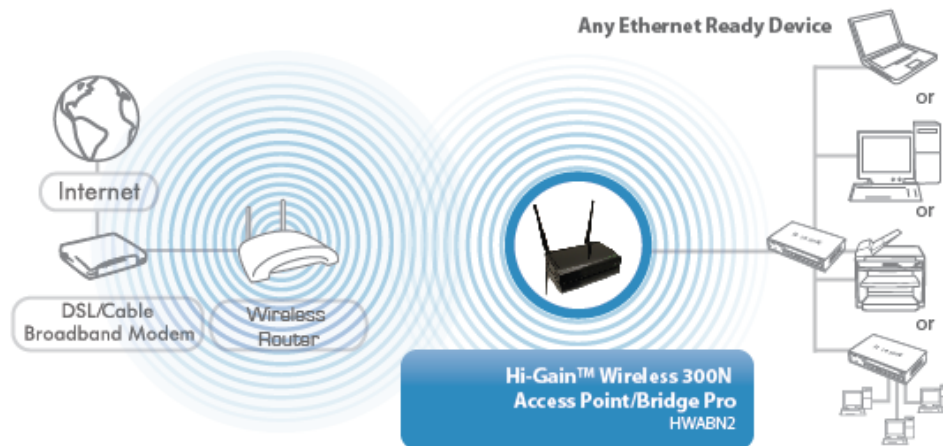 Any Ethernet Ready Device
or
Internet
or
DSL/Cable
Broadband Modem
Wireless
Router
or
Hi-Gain™ Wireless 300N
Access Point/Bridge Pro
HWABN2